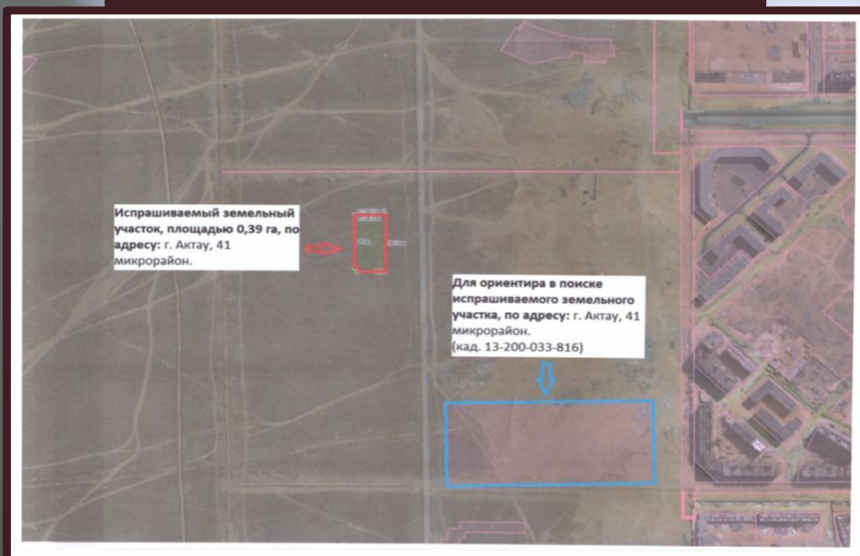 Испрашиваемый земельный
участок, площадью 0,39 га, по
адресу: г. Актау, 41
микрорайон.
Для ориентира в поиске
испрашиваемого земельного
участка, по адресу: г. Актау, 41
микрорайон.
(кад. 13-200-033-816)